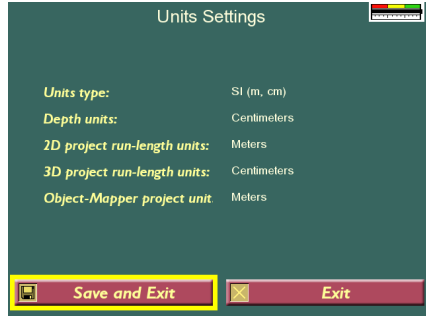 Units Settings
Units type: SI (m, cm)
Depth units: Centimeters
2D project run-length units: Meters
3D project run-length units: Centimeters
Object-Mapper project unit Meters
Save and Exit Exit